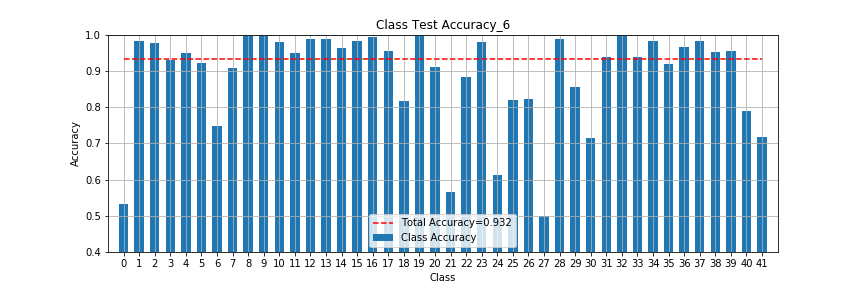 Class Test Accuracy_6
1.0
0.9
0.8
0.7
0.6
0.5
0.4
Accuracy
Total Accuracy=0.932
Class Accuracy
0 1 2 3 4 5 6 7 8 9 10 11 12 13 14 15 16 17 18 19 20 21 22 23 24 25 26 27 28 29 30 31 32 33 34 35 36 37 38 39 40 41
Class